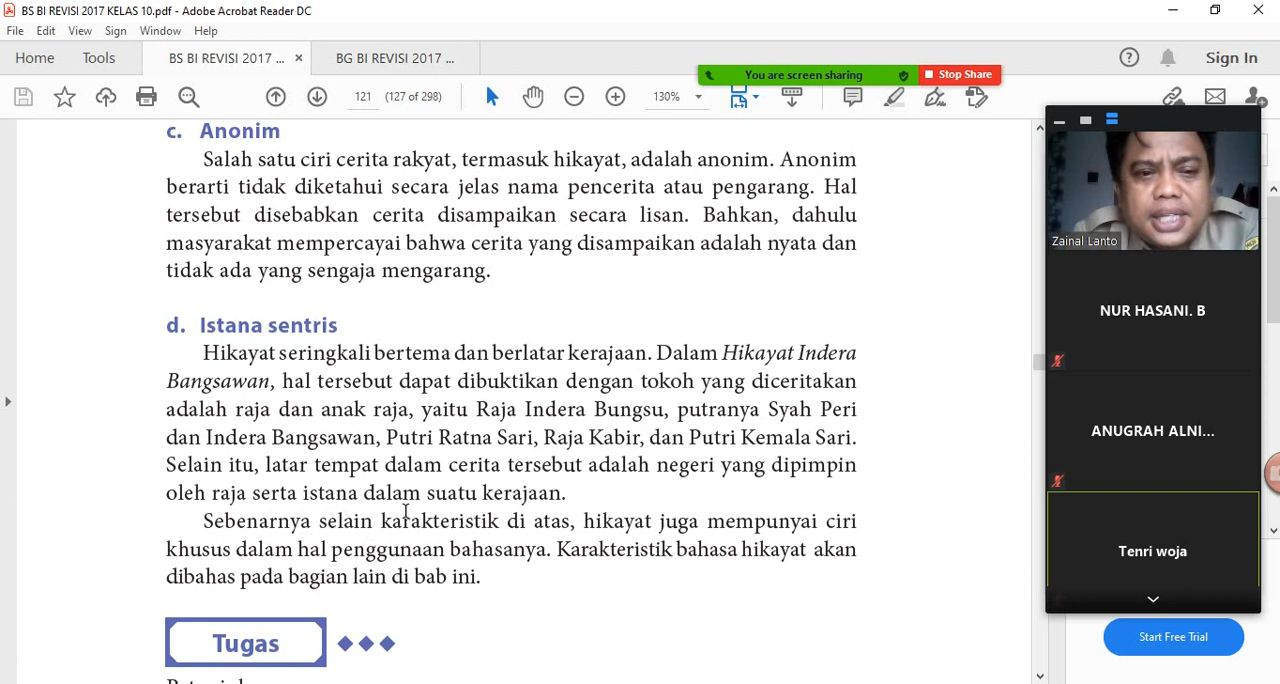 BS BI REVISI 2017 KELAS 10.pdf - Adobe Acrobat Reader DC
File Edit View Sign Window Help
Home Tools BS BI REVISI 2017 ... × BG BI REVISI 2017 ... Sign In
You are screen sharing Stop Share
121 (127 of 298) 130%
c. Anonim
Salah satu ciri cerita rakyat, termasuk hikayat, adalah anonim. Anonim
berarti tidak diketahui secara jelas nama pencerita atau pengarang. Hal
tersebut disebabkan cerita disampaikan secara lisan. Bahkan, dahulu
masyarakat mempercayai bahwa cerita yang disampaikan adalah nyata dan
tidak ada yang sengaja mengarang.
d. Istana sentris
Hikayat seringkali bertema dan berlatar kerajaan. Dalam Hikayat Indera
Bangsawan, hal tersebut dapat dibuktikan dengan tokoh yang diceritakan
adalah raja dan anak raja, yaitu Raja Indera Bungsu, putranya Syah Peri
dan Indera Bangsawan, Putri Ratna Sari, Raja Kabir, dan Putri Kemala Sari.
Selain itu, latar tempat dalam cerita tersebut adalah negeri yang dipimpin
oleh raja serta istana dalam suatu kerajaan.
Sebenarnya selain karakteristik di atas, hikayat juga mempunyai ciri
khusus dalam hal penggunaan bahasanya. Karakteristik bahasa hikayat akan
dibahas pada bagian lain di bab ini.
Tugas
Zainal Lanto
NUR HASANI. B
ANUGRAH ALNI...
Tenri woja
Start Free Trial